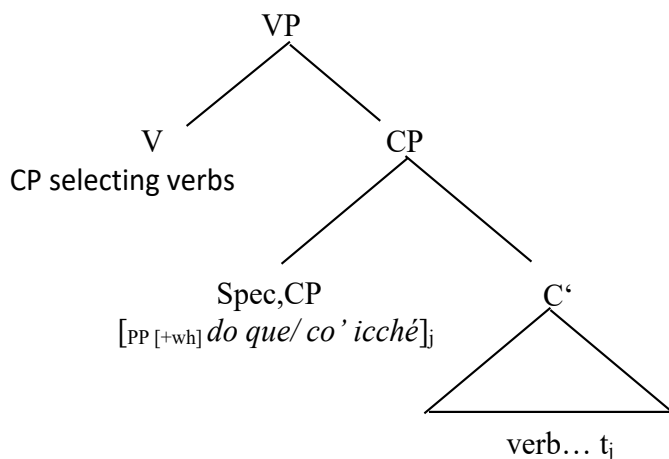 VP
V
CP
CP selecting verbs
Spec,CP
C‘
[PP [+wh] do que/ co’ icché]j
verb… tj